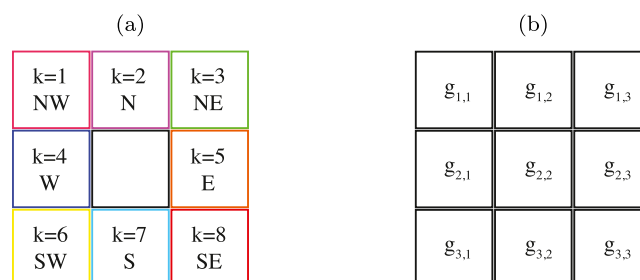 (a)
(b)
k=1
NW
k=2
N
k=3
NE
k=4
W
k=5
E
k=6
SW
k=7
S
k=8
SE
g1,1
g1,2
g1,3
g2,1
g2,2
g2,3
g3,1
g3,2
g3,3